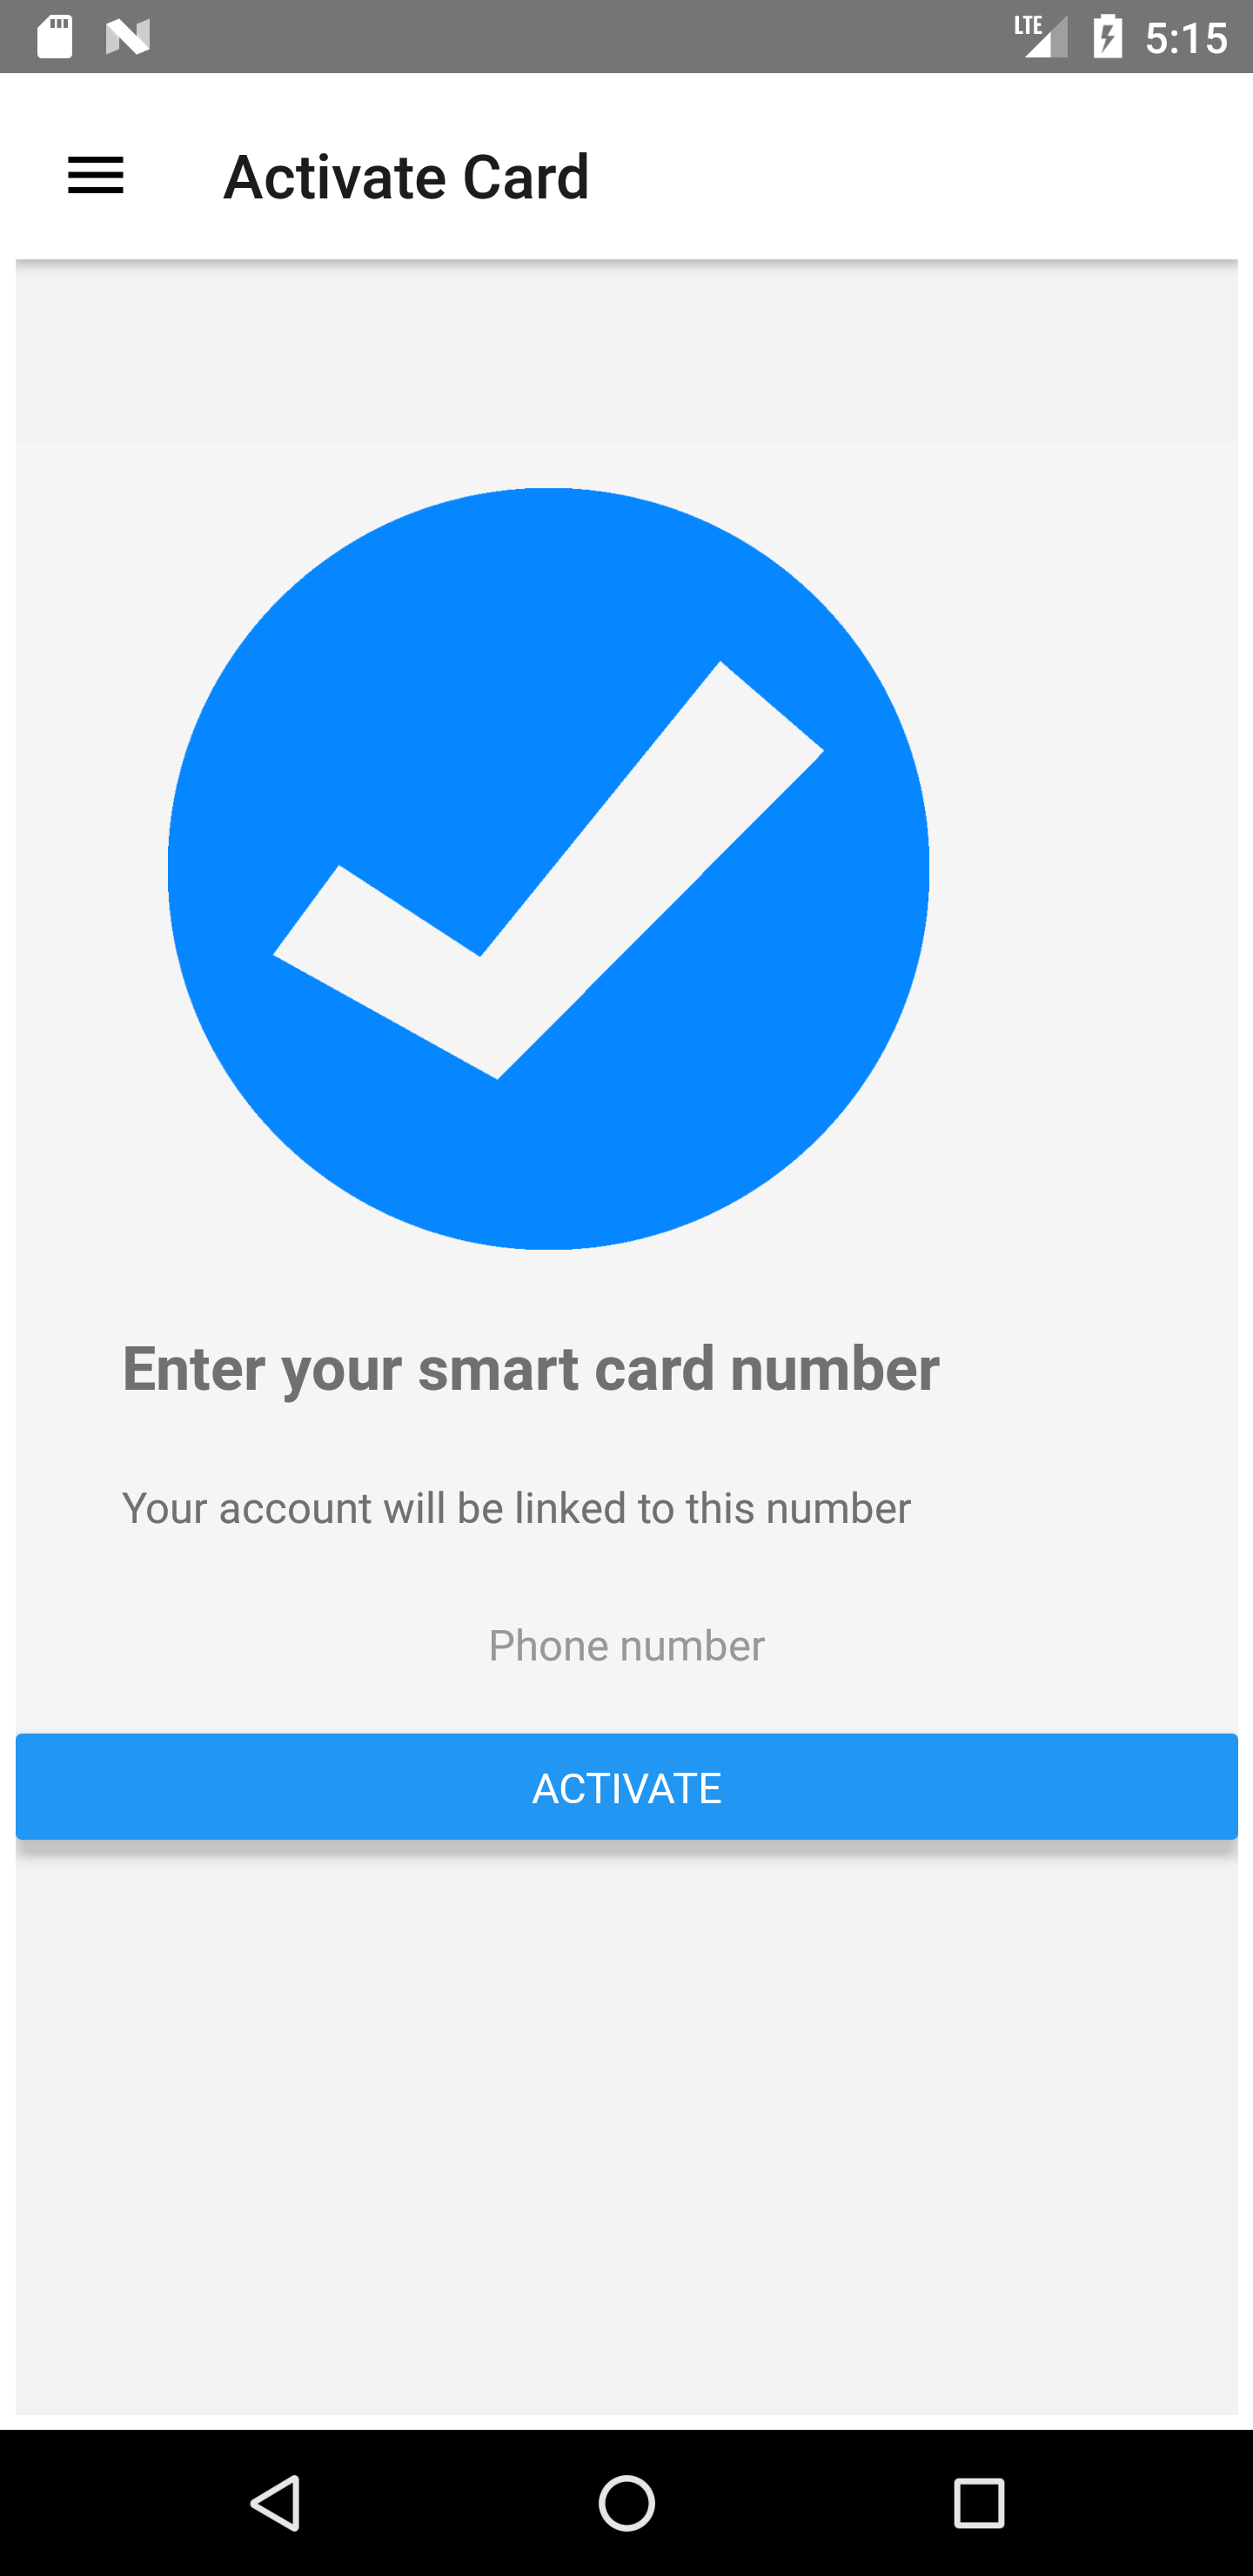 LTE 5:15
Activate Card
Enter your smart card number
Your account will be linked to this number
Phone number
ACTIVATE